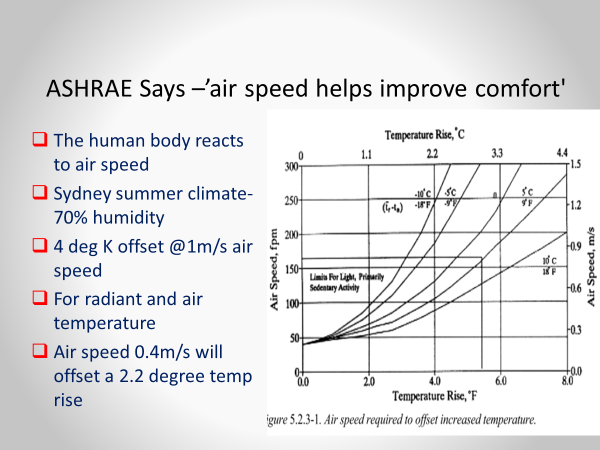 ASHRAE Says –'air speed helps improve comfort'
The human body reacts
to air speed
Sydney summer climate-
70% humidity
4 deg K offset @1m/s air
speed
For radiant and air
temperature
Air speed 0.4m/s will
offset a 2.2 degree temp
rise
Temperature Rise,°C
0 1.1 2.2 3.3 4.4
300 1.5
-10°C -5°C 5°C
250 (t̄r-ta) -18°F -9°F 0 9°F
1.2
200
0.9
10°C
150 18°F
Limits For Light, Primarily
Sedentary Activity
0.6
100
50 0.3
0 0.0
0.0 2.0 4.0 6.0 8.0
Air Speed, fpm
Air Speed, m/s
Temperature Rise,°F
igure 5.2.3-1. Air speed required to offset increased temperature.